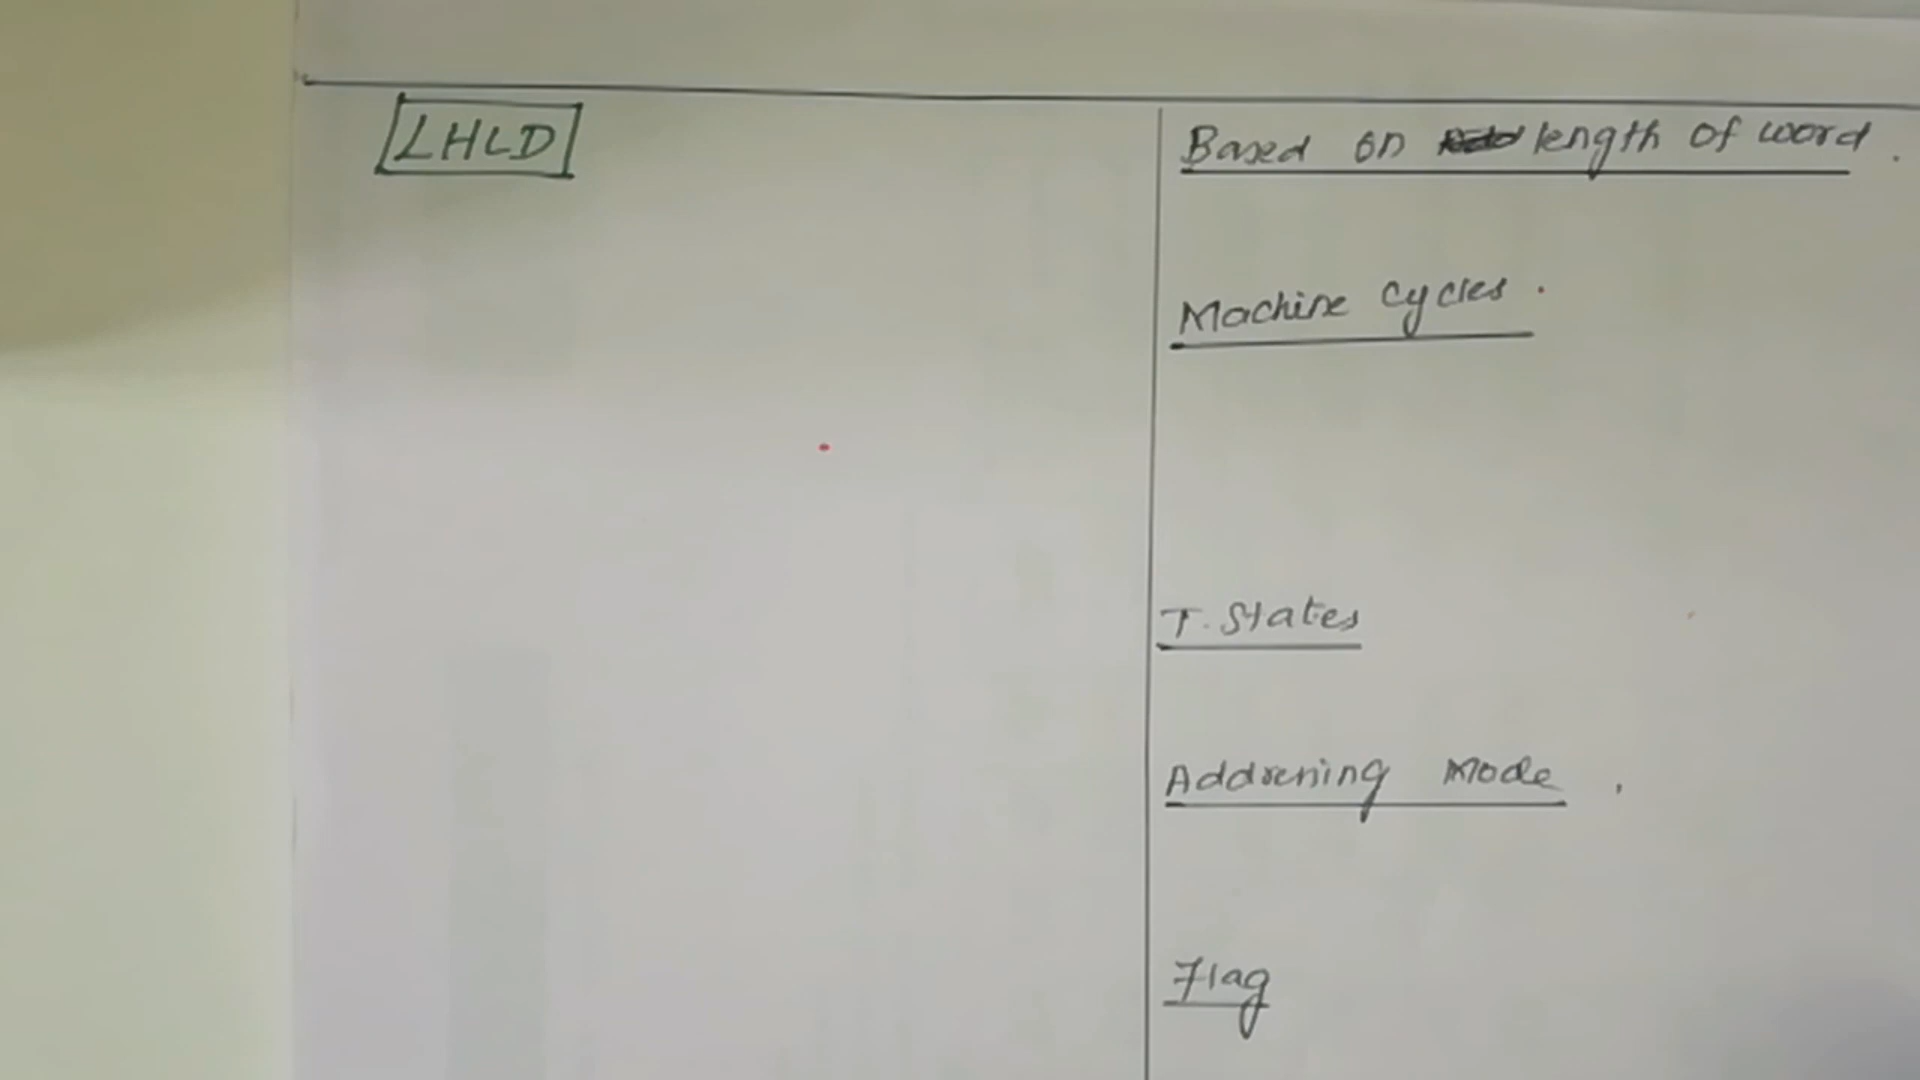 LHLD
Based on length of word.
Machine cycles.
T. States
Addressing Mode.
Flag